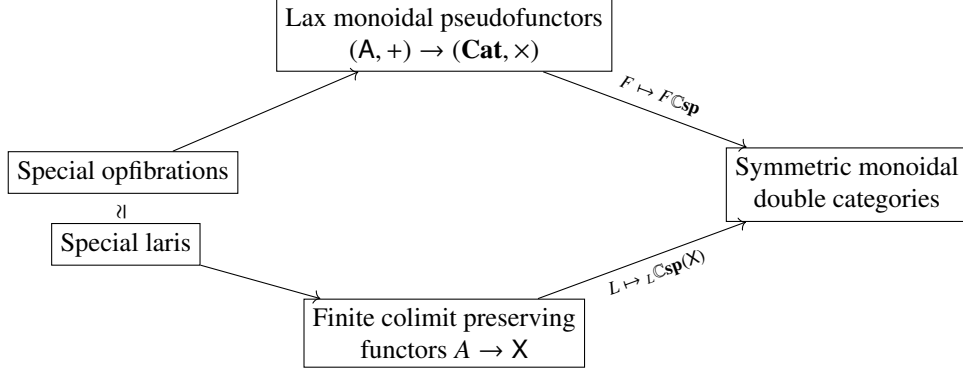 Lax monoidal pseudofunctors
(A, +) → (Cat, ×)
F ↦ Fℂsp
Special opfibrations
≃
Special laris
Symmetric monoidal
double categories
L ↦ Lℂsp(X)
Finite colimit preserving
functors A → X